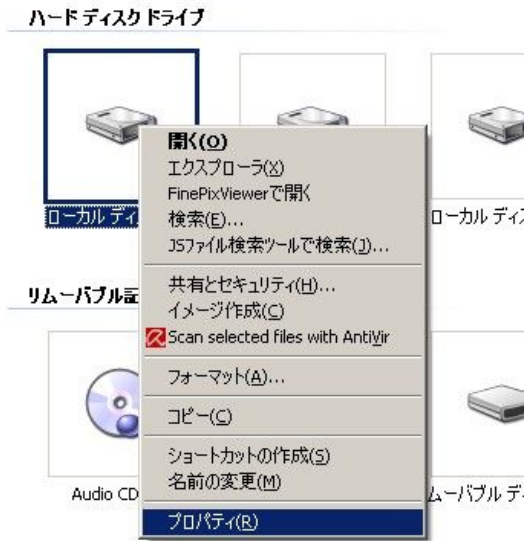 ハード ディスク ドライブ
ローカル ディ
ローカル ディス
開く(O)
エクスプローラ(X)
FinePixViewerで開く
検索(E)...
JSファイル検索ツールで検索(J)...
共有とセキュリティ(H)...
イメージ作成(C)
Scan selected files with AntiVir
フォーマット(A)...
コピー(C)
ショートカットの作成(S)
名前の変更(M)
プロパティ(R)
リムーバブル記
Audio CD
ムーバブル ディ